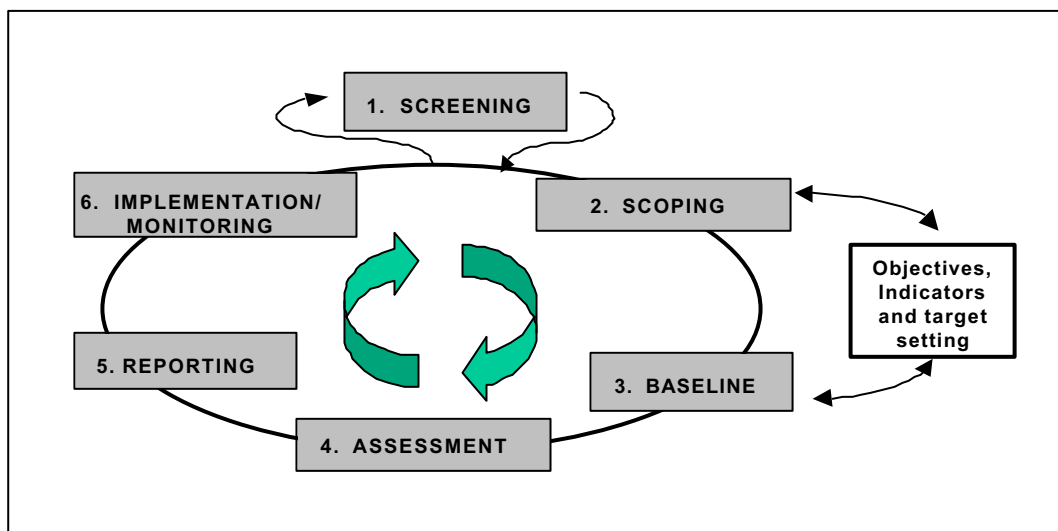 1. SCREENING
6. IMPLEMENTATION/
MONITORING
2. SCOPING
Objectives,
Indicators
and target
setting
5. REPORTING
3. BASELINE
4. ASSESSMENT